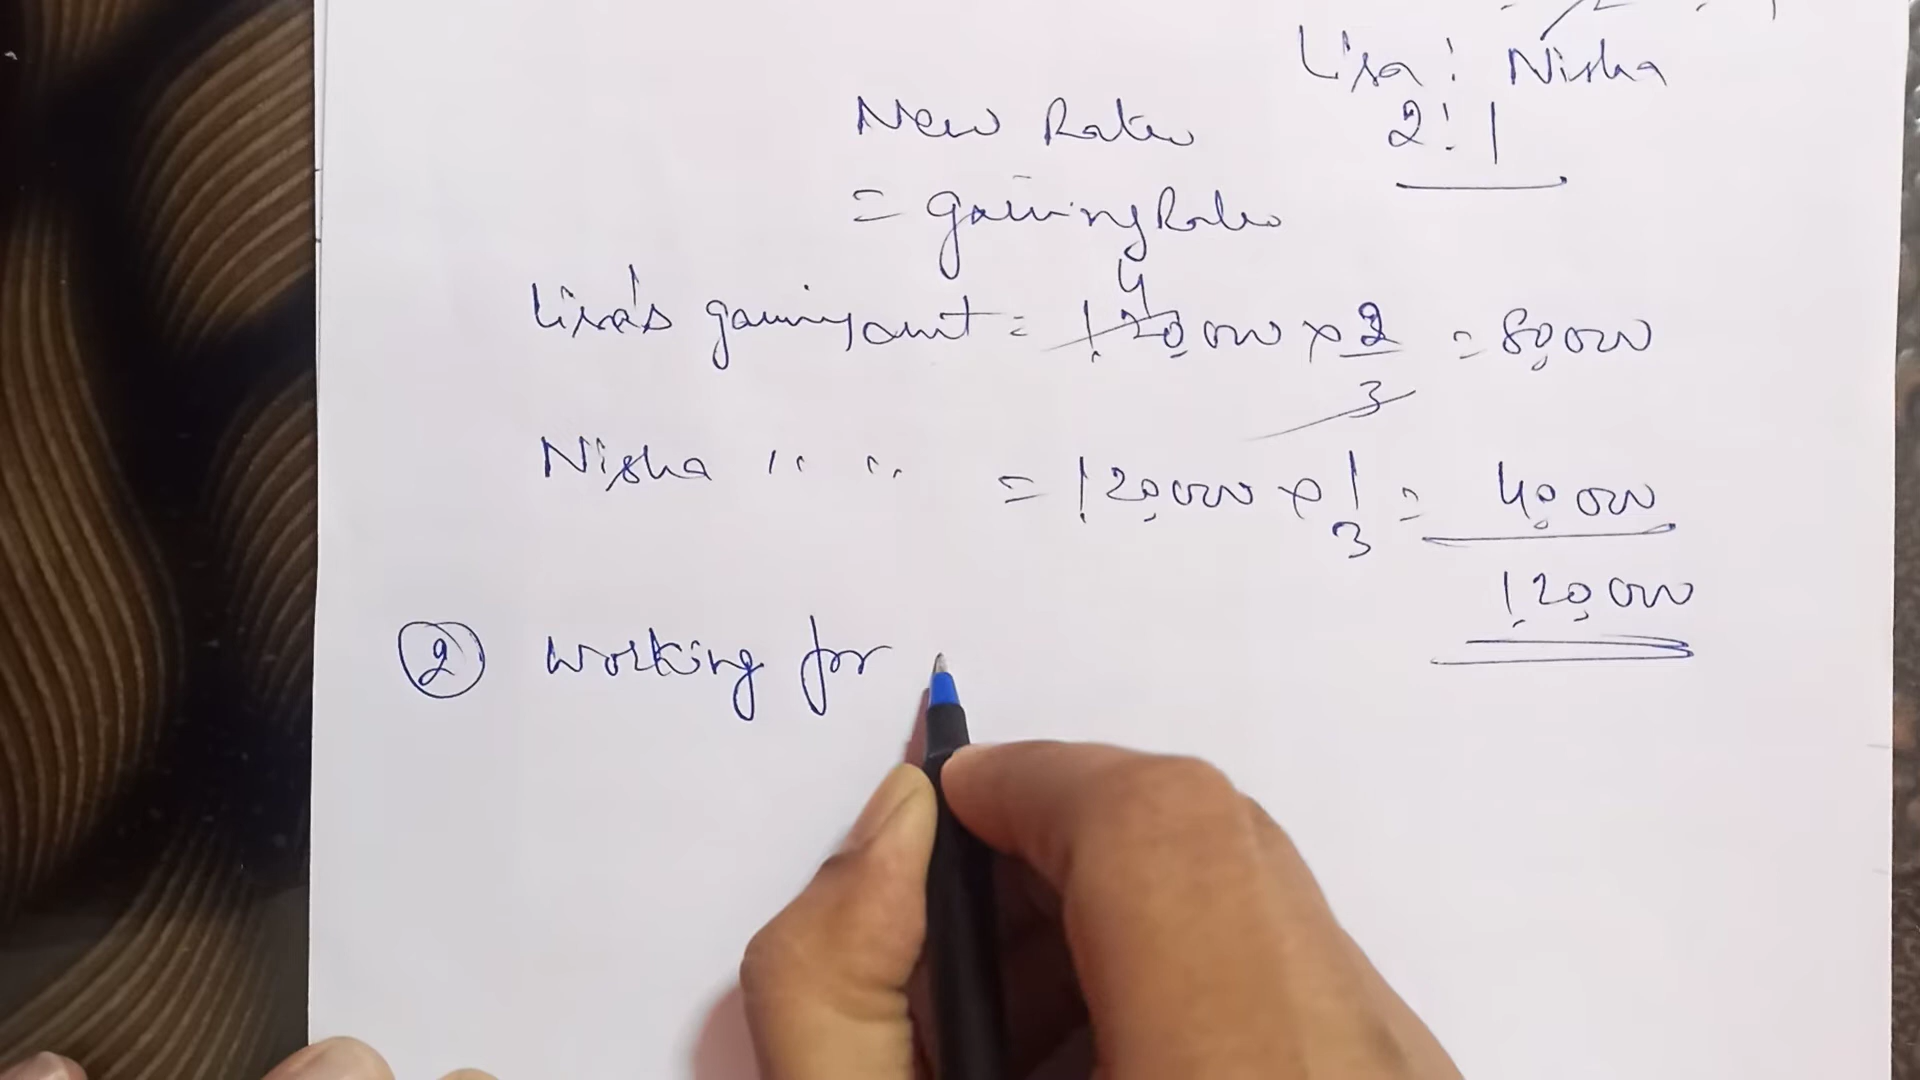 Lisa : Nisha
New Ratio
2 : 1
= gaining Ratio
Lisa's gaining amt = 1,20,000 × 2/3 = 80,000
4
Nisha " " = 1,20,000 × 1/3 = 40,000
1,20,000
② Working for